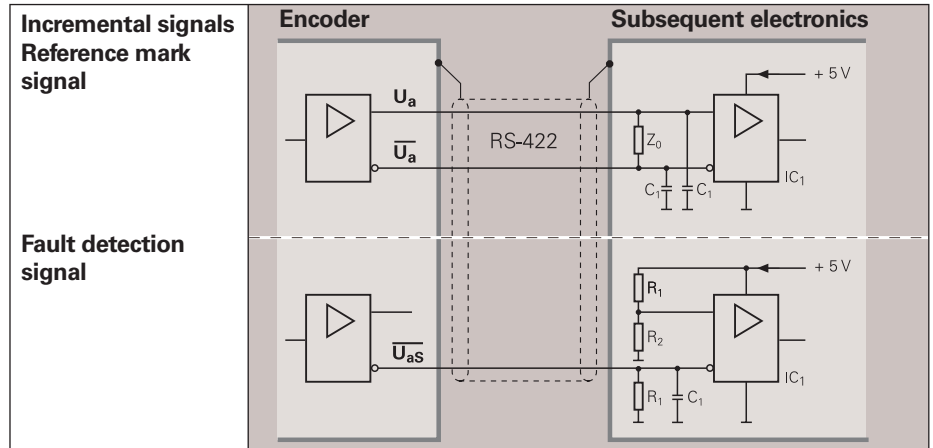 Incremental signals
Reference mark
signal
Encoder
Subsequent electronics
+ 5 V
Ua
RS-422
Z0
Ua
C1
C1
IC1
Fault detection
signal
+ 5 V
R1
R2
UaS
IC1
R1
C1